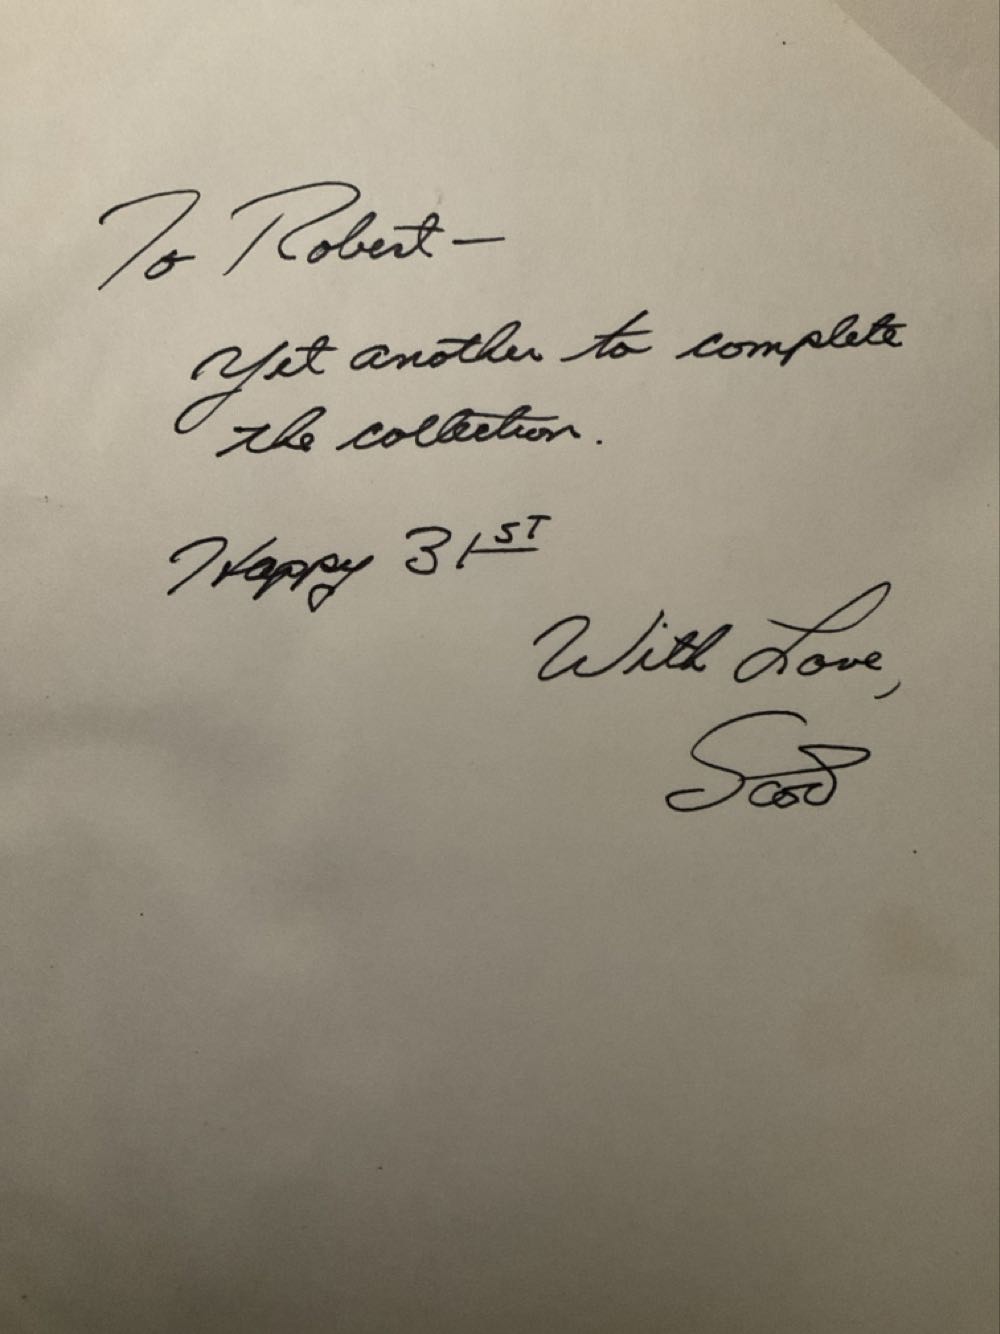 To Robert —
Yet another to complete
the collection.
Happy 31ST
With Love,
Scott